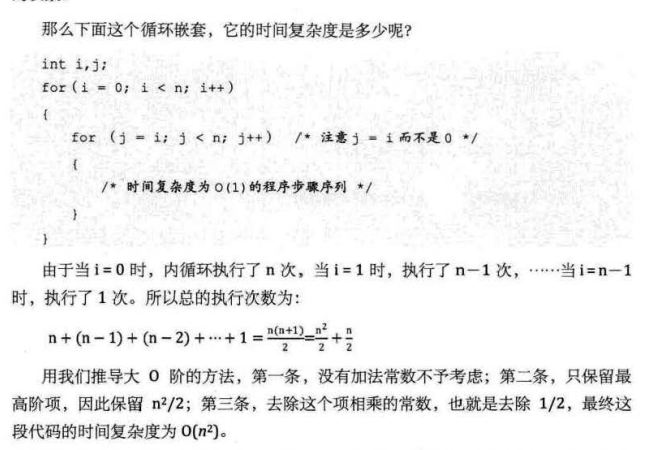 那么下面这个循环嵌套，它的时间复杂度是多少呢？
int i,j;
for(i = 0; i < n; i++)
{
for (j = i; j < n; j++) /* 注意 j = i 而不是 0 */
{
/* 时间复杂度为 O(1)的程序步骤序列 */
}
}
由于当 i = 0 时，内循环执行了 n 次，当 i = 1 时，执行了 n－1 次，……当 i=n－1
时，执行了 1 次。所以总的执行次数为：
n + (n − 1) + (n − 2) + ⋯ + 1 = n(n+1)/2 = n²/2 + n/2
用我们推导大 O 阶的方法，第一条，没有加法常数不予考虑；第二条，只保留最
高阶项，因此保留 n²/2；第三条，去除这个项相乘的常数，也就是去除 1/2，最终这
段代码的时间复杂度为 O(n²)。